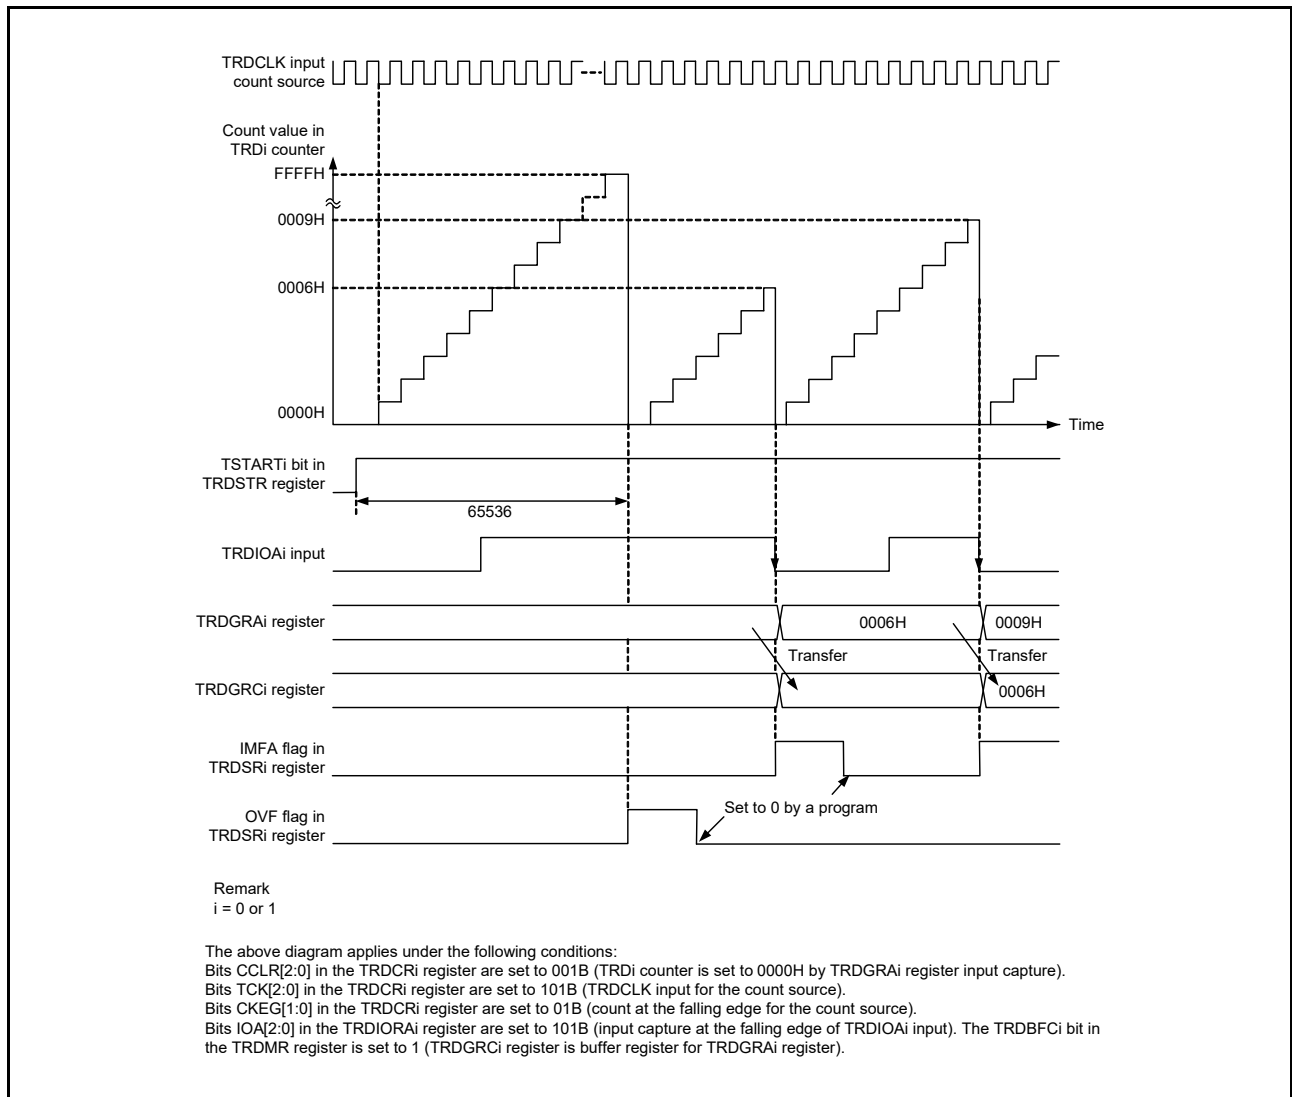 TRDCLK input
count source
Count value in
TRDi counter
FFFFH
0009H
0006H
0000H
Time
TSTARTi bit in
TRDSTR register
65536
TRDIOAi input
TRDGRAi register
0006H
0009H
Transfer
Transfer
TRDGRCi register
0006H
IMFA flag in
TRDSRi register
Set to 0 by a program
OVF flag in
TRDSRi register
Remark
i = 0 or 1
The above diagram applies under the following conditions:
Bits CCLR[2:0] in the TRDCRi register are set to 001B (TRDi counter is set to 0000H by TRDGRAi register input capture).
Bits TCK[2:0] in the TRDCRi register are set to 101B (TRDCLK input for the count source).
Bits CKEG[1:0] in the TRDCRi register are set to 01B (count at the falling edge for the count source).
Bits IOA[2:0] in the TRDIORAi register are set to 101B (input capture at the falling edge of TRDIOAi input). The TRDBFCi bit in
the TRDMR register is set to 1 (TRDGRCi register is buffer register for TRDGRAi register).